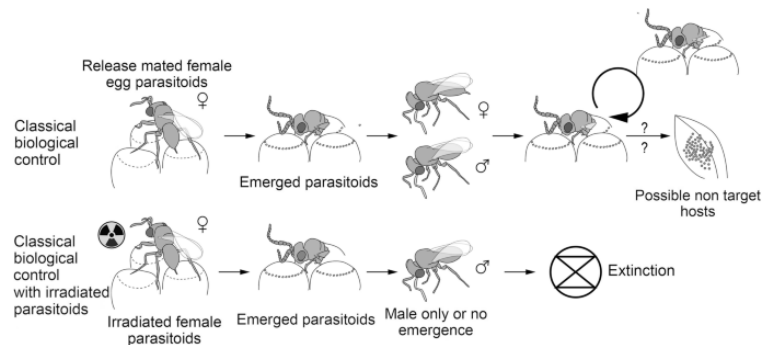 Release mated female
egg parasitoids
♀
Classical
biological
control
Emerged parasitoids
♀
♂
?
?
Possible non target
hosts
Classical
biological
control
with irradiated
parasitoids
♀
Irradiated female
parasitoids
Emerged parasitoids
♂
Male only or no
emergence
Extinction